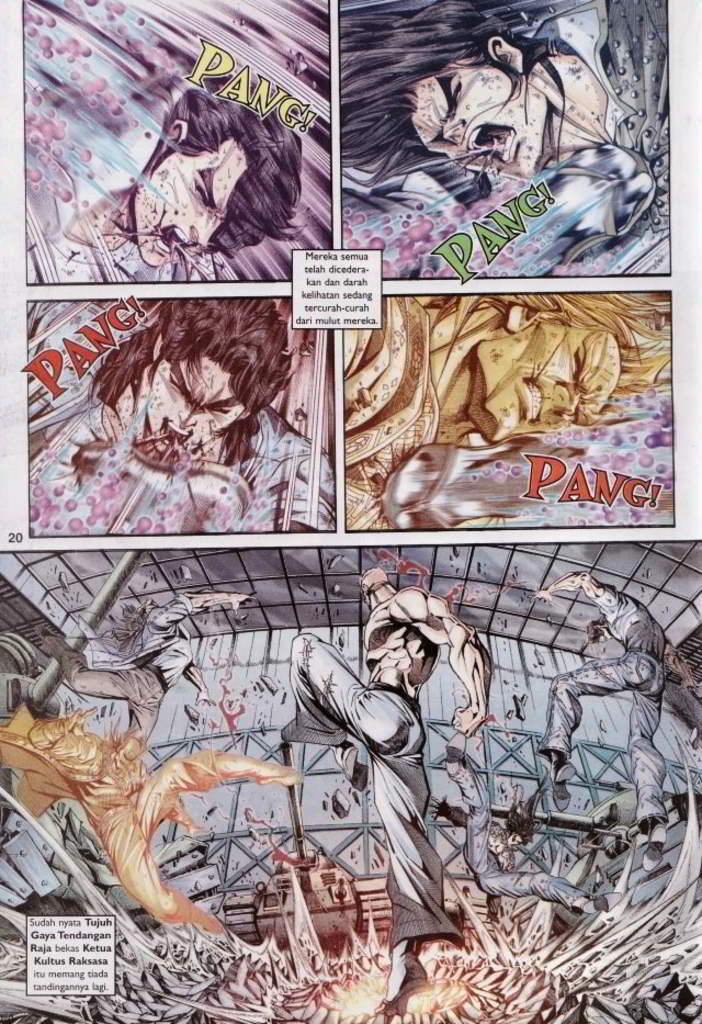 PANG!
PANG!
Mereka semua
telah dicedera-
kan dan darah
kelihatan sedang
tercurah-curah
dari mulut mereka.
PANG!
PANG!
20
Sudah nyata Tujuh
Gaya Tendangan
Raja bekas Ketua
Kultus Raksasa
itu memang tiada
tandingannya lagi.